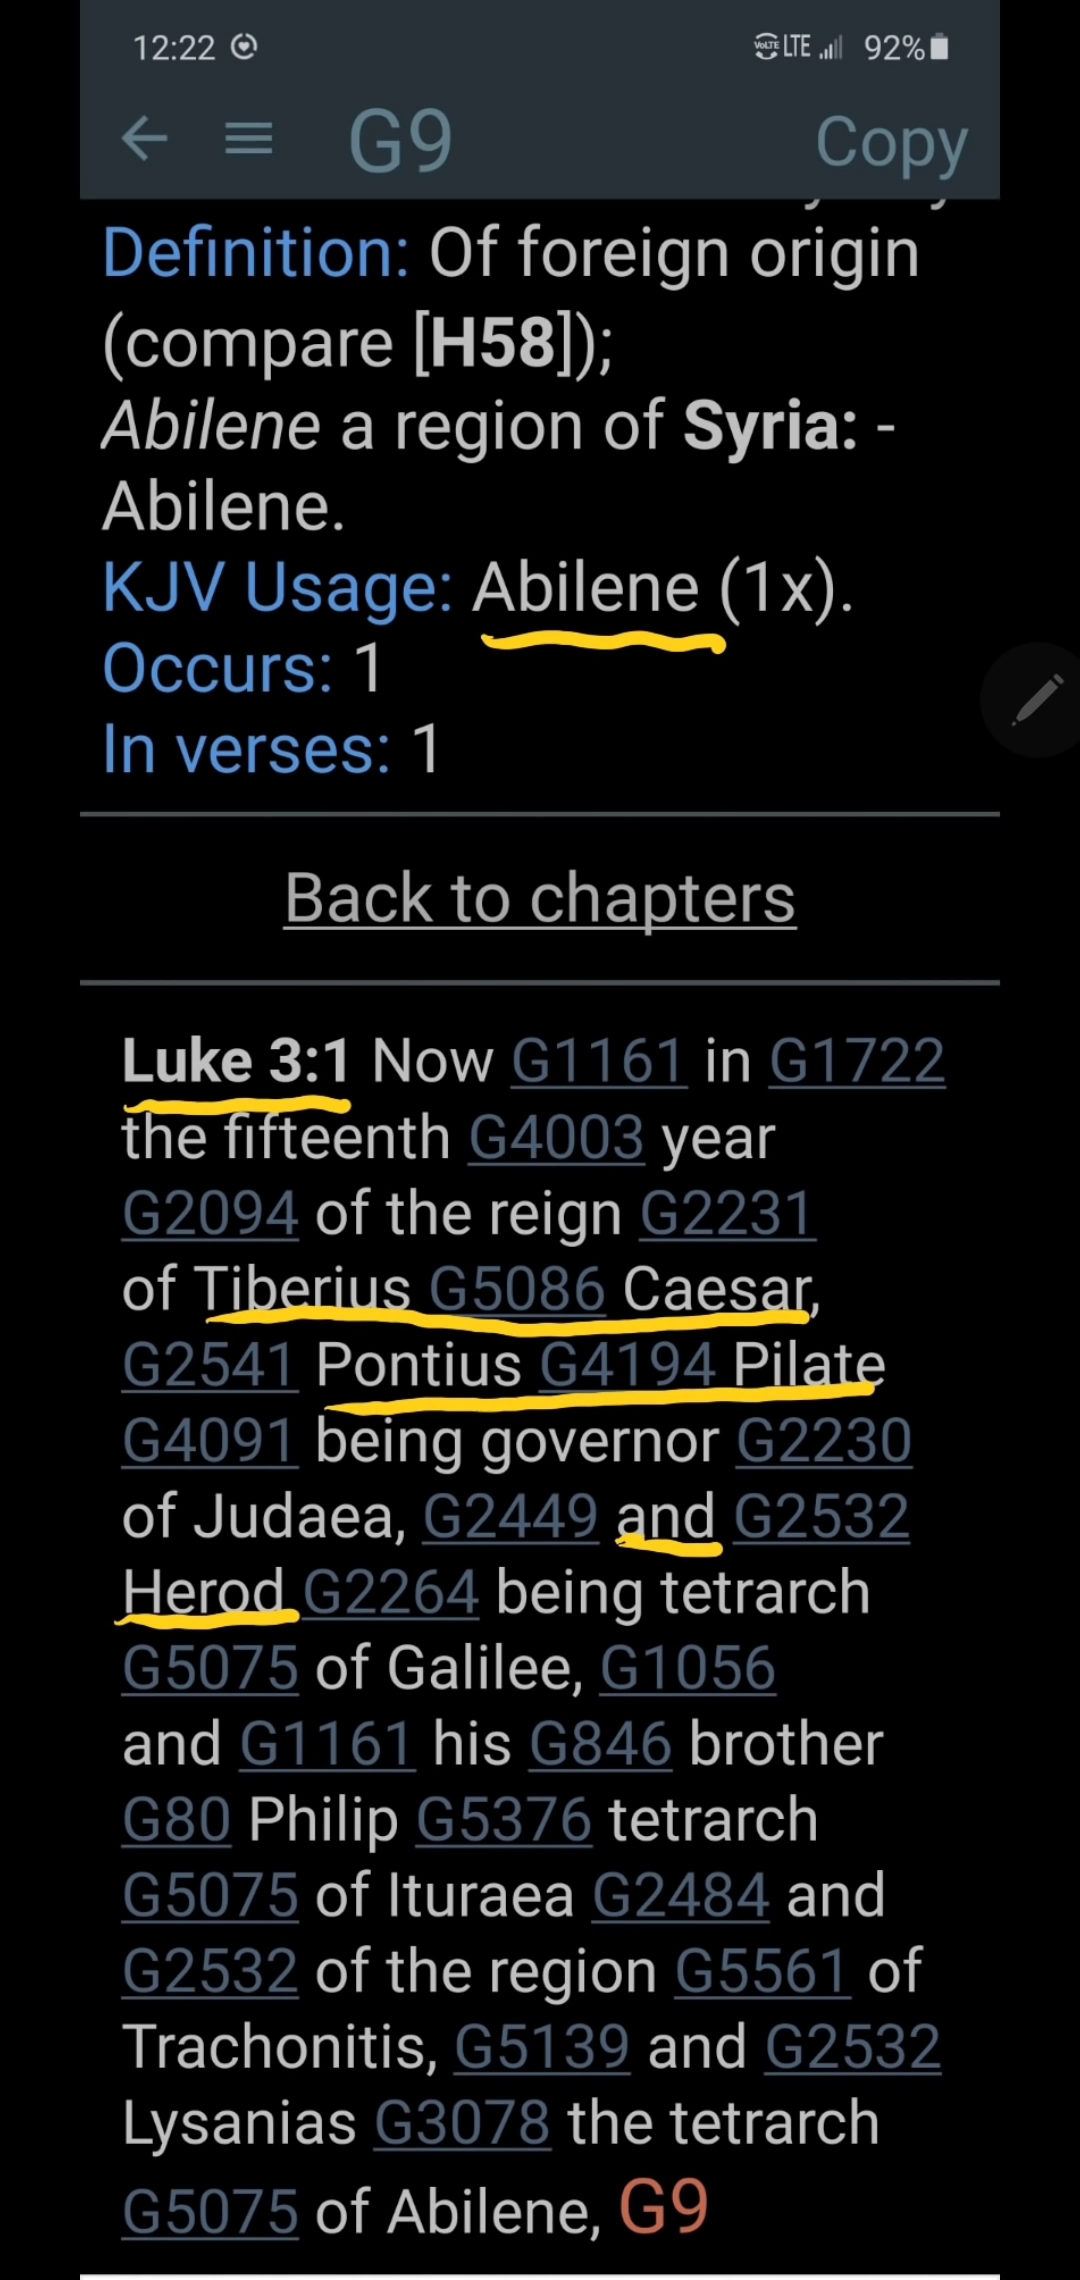 12:22 VoLTE LTE 92%
G9 Copy
Definition: Of foreign origin
(compare [H58]);
Abilene a region of Syria: -
Abilene.
KJV Usage: Abilene (1x).
Occurs: 1
In verses: 1
Back to chapters
Luke 3:1 Now G1161 in G1722
the fifteenth G4003 year
G2094 of the reign G2231
of Tiberius G5086 Caesar,
G2541 Pontius G4194 Pilate
G4091 being governor G2230
of Judaea, G2449 and G2532
Herod G2264 being tetrarch
G5075 of Galilee, G1056
and G1161 his G846 brother
G80 Philip G5376 tetrarch
G5075 of Ituraea G2484 and
G2532 of the region G5561 of
Trachonitis, G5139 and G2532
Lysanias G3078 the tetrarch
G5075 of Abilene, G9